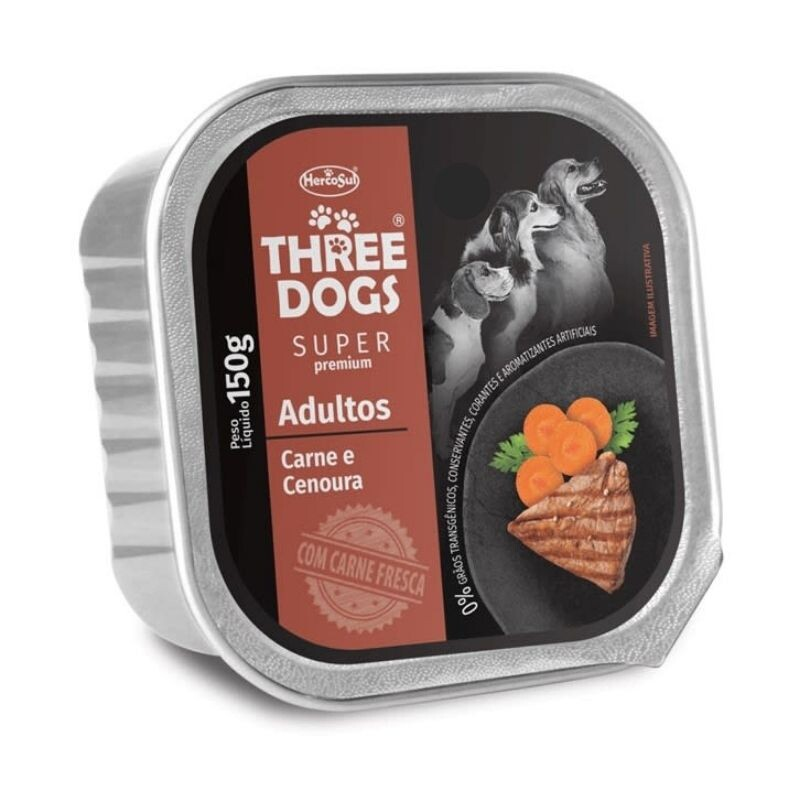 HercoSul
THREE ®
DOGS
SUPER
premium
Adultos
Carne e
Cenoura
COM CARNE FRESCA
Peso
Líquido 150g
0% GRÃOS TRANSGÊNICOS, CONSERVANTES, CORANTES E AROMATIZANTES ARTIFICIAIS
IMAGEM ILUSTRATIVA